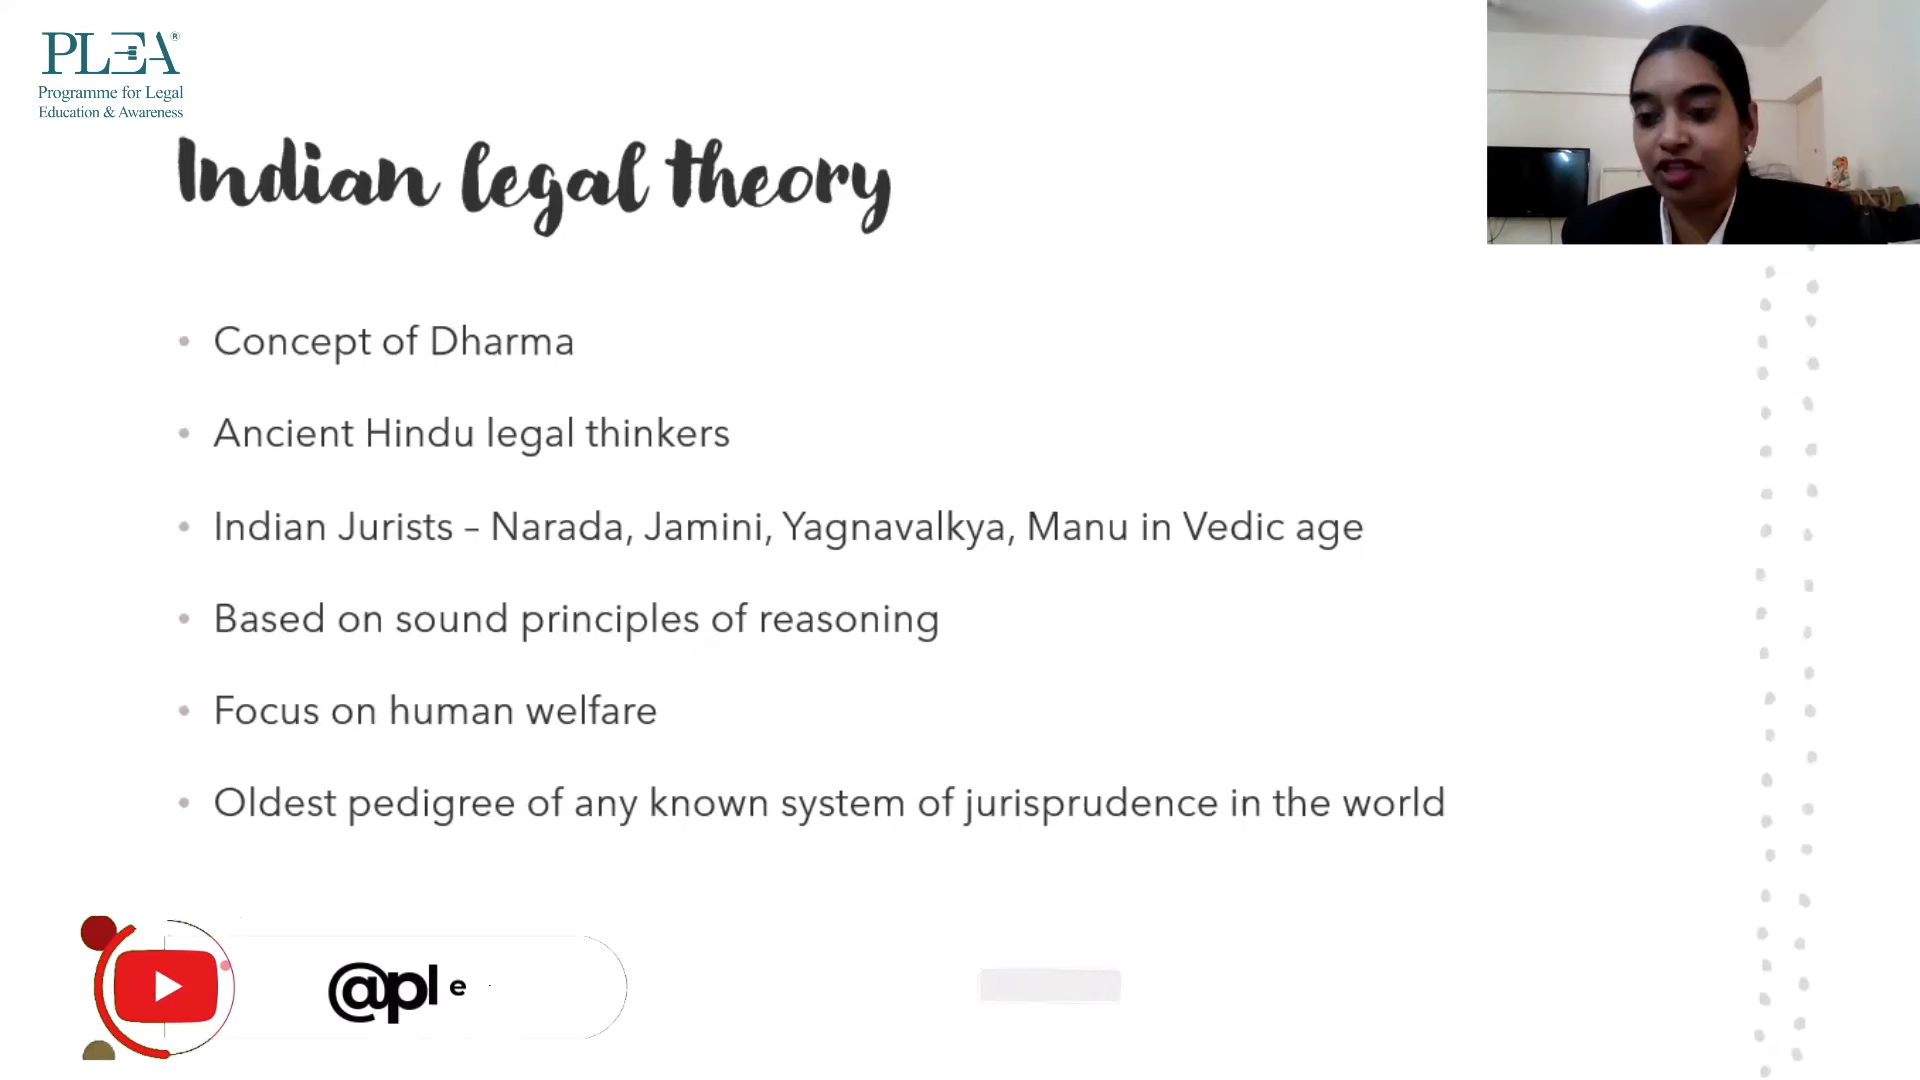 PLEA®
Programme for Legal
Education & Awareness
Indian legal theory
• Concept of Dharma
• Ancient Hindu legal thinkers
• Indian Jurists – Narada, Jamini, Yagnavalkya, Manu in Vedic age
• Based on sound principles of reasoning
• Focus on human welfare
• Oldest pedigree of any known system of jurisprudence in the world
@ple